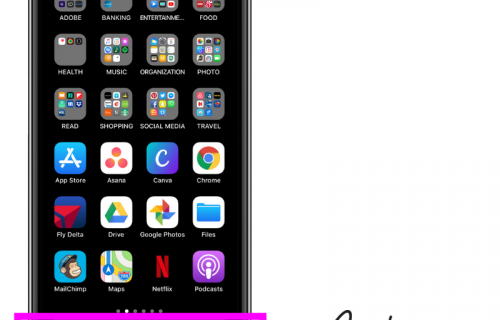 ADOBE BANKING ENTERTAINME... FOOD
HEALTH MUSIC ORGANIZATION PHOTO
READ SHOPPING SOCIAL MEDIA TRAVEL
App Store Asana Canva Chrome
Fly Delta Drive Google Photos Files
MailChimp Maps Netflix Podcasts